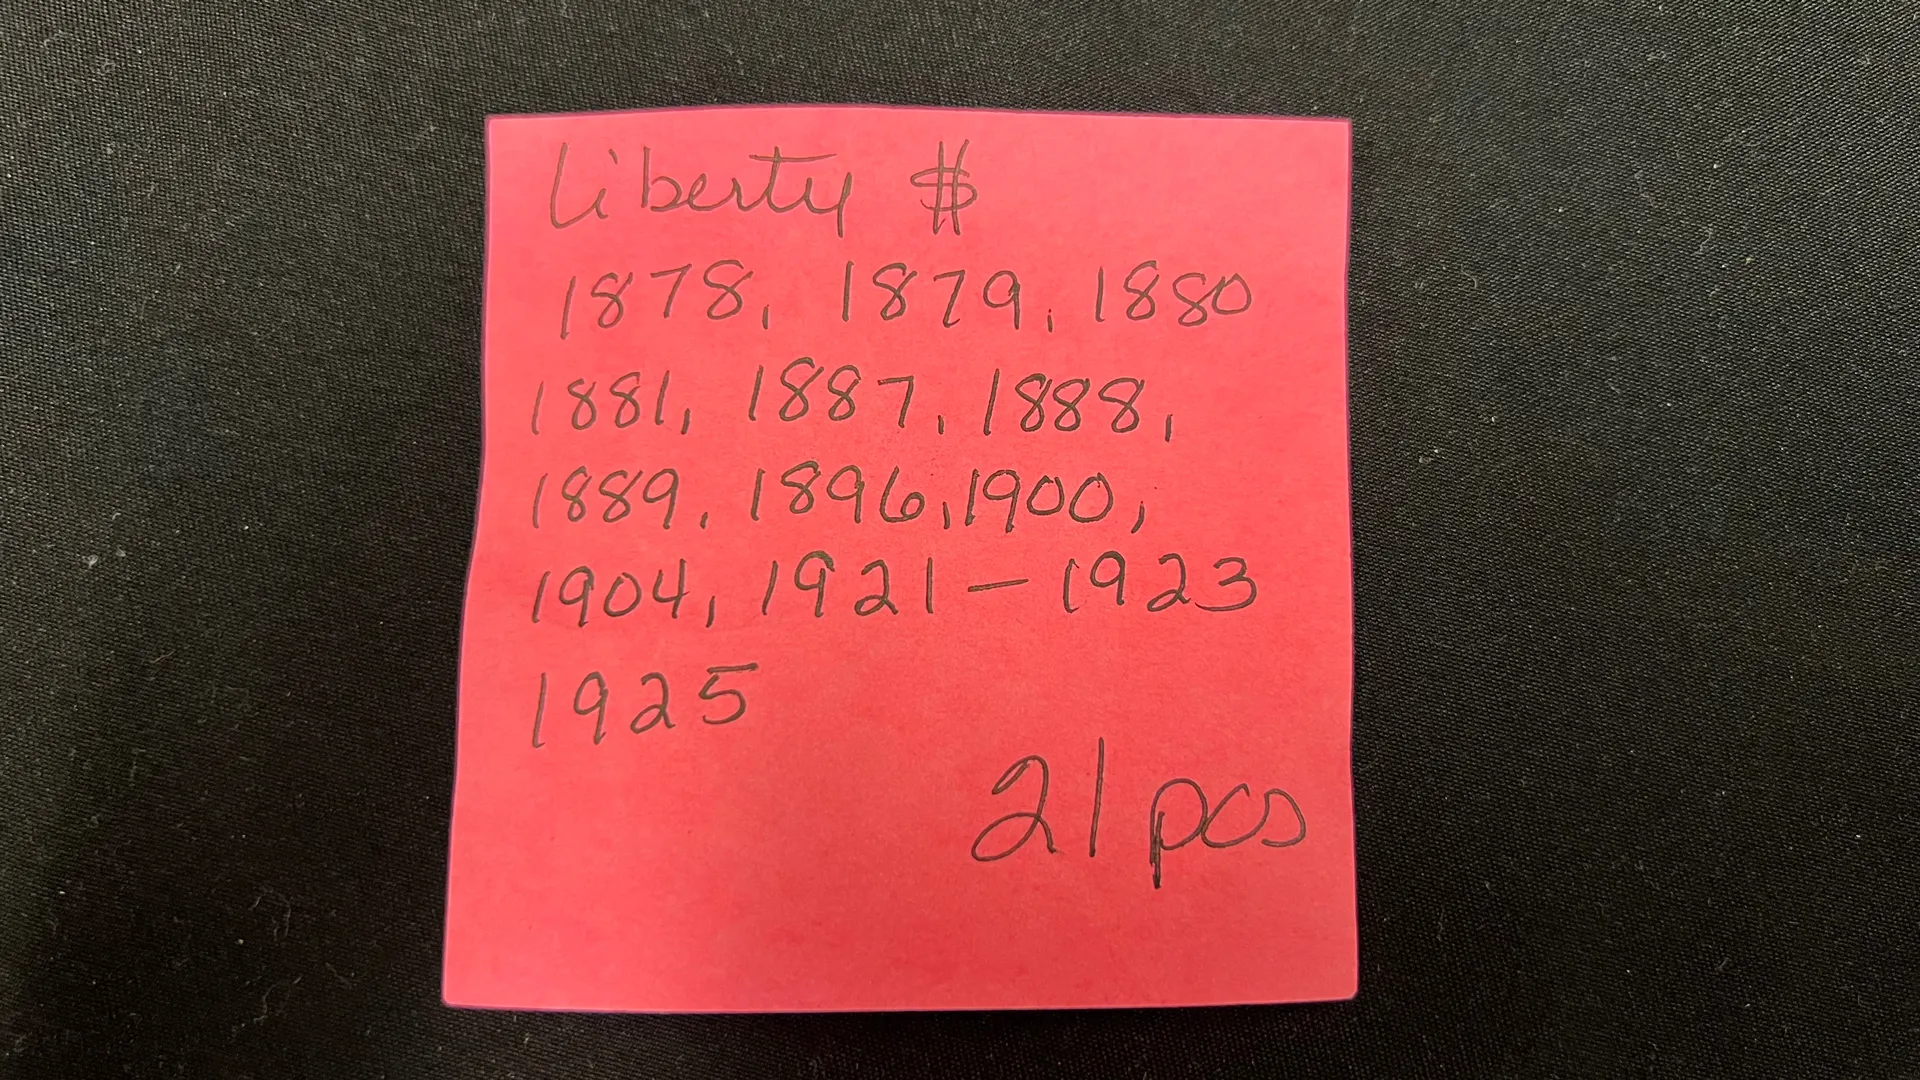 Liberty $
1878, 1879, 1880
1881, 1887, 1888,
1889, 1896, 1900,
1904, 1921 – 1923
1925
21 pcs